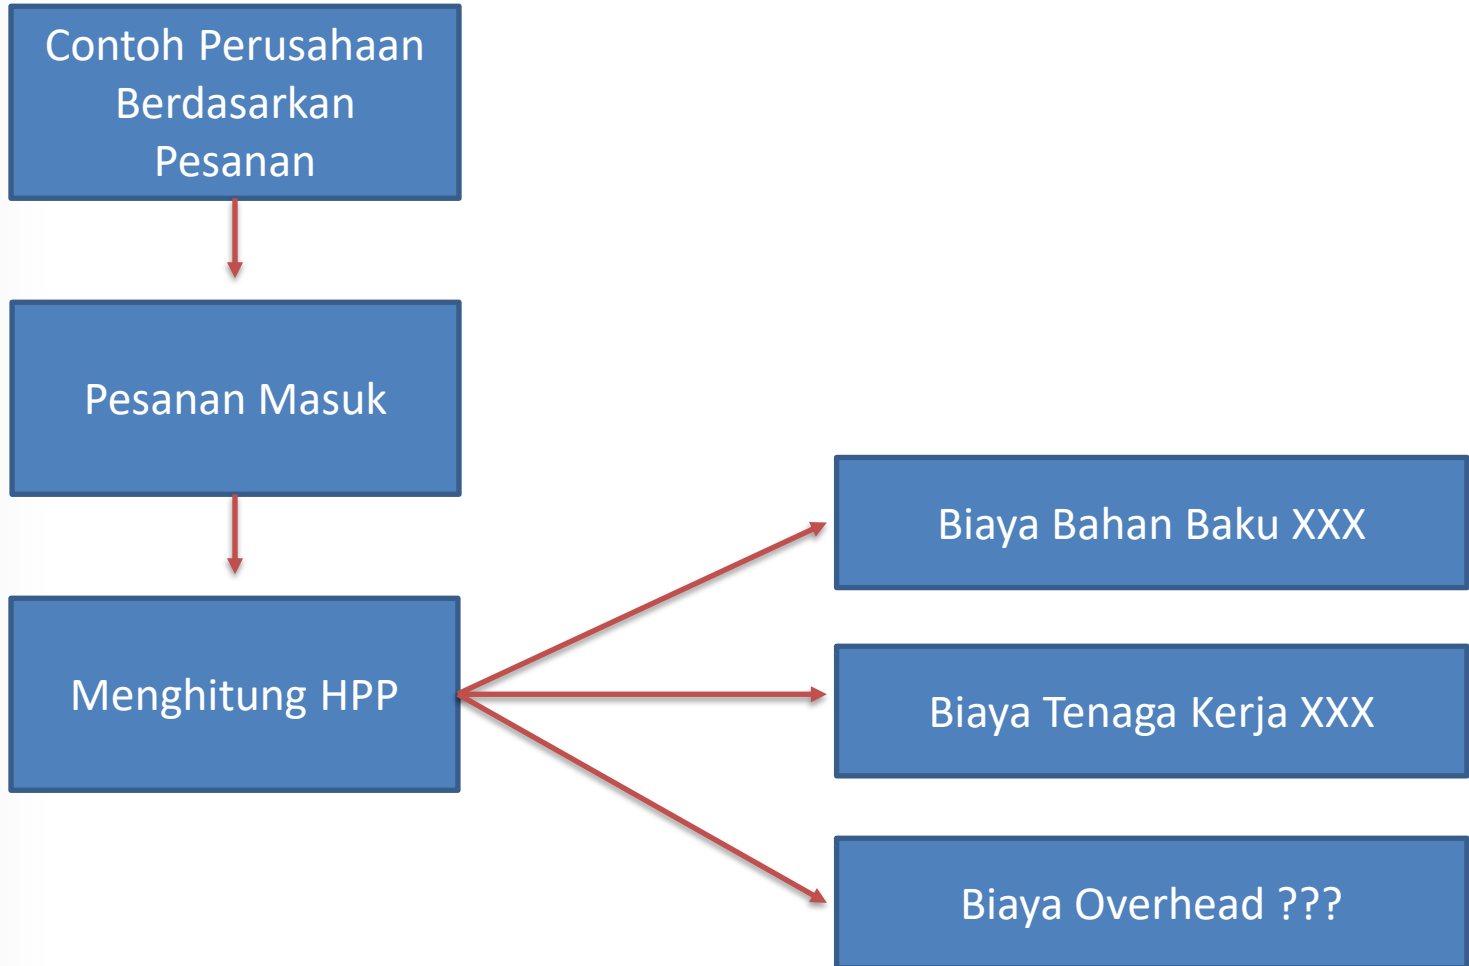 Contoh Perusahaan
Berdasarkan
Pesanan
Pesanan Masuk
Menghitung HPP
Biaya Bahan Baku XXX
Biaya Tenaga Kerja XXX
Biaya Overhead ???